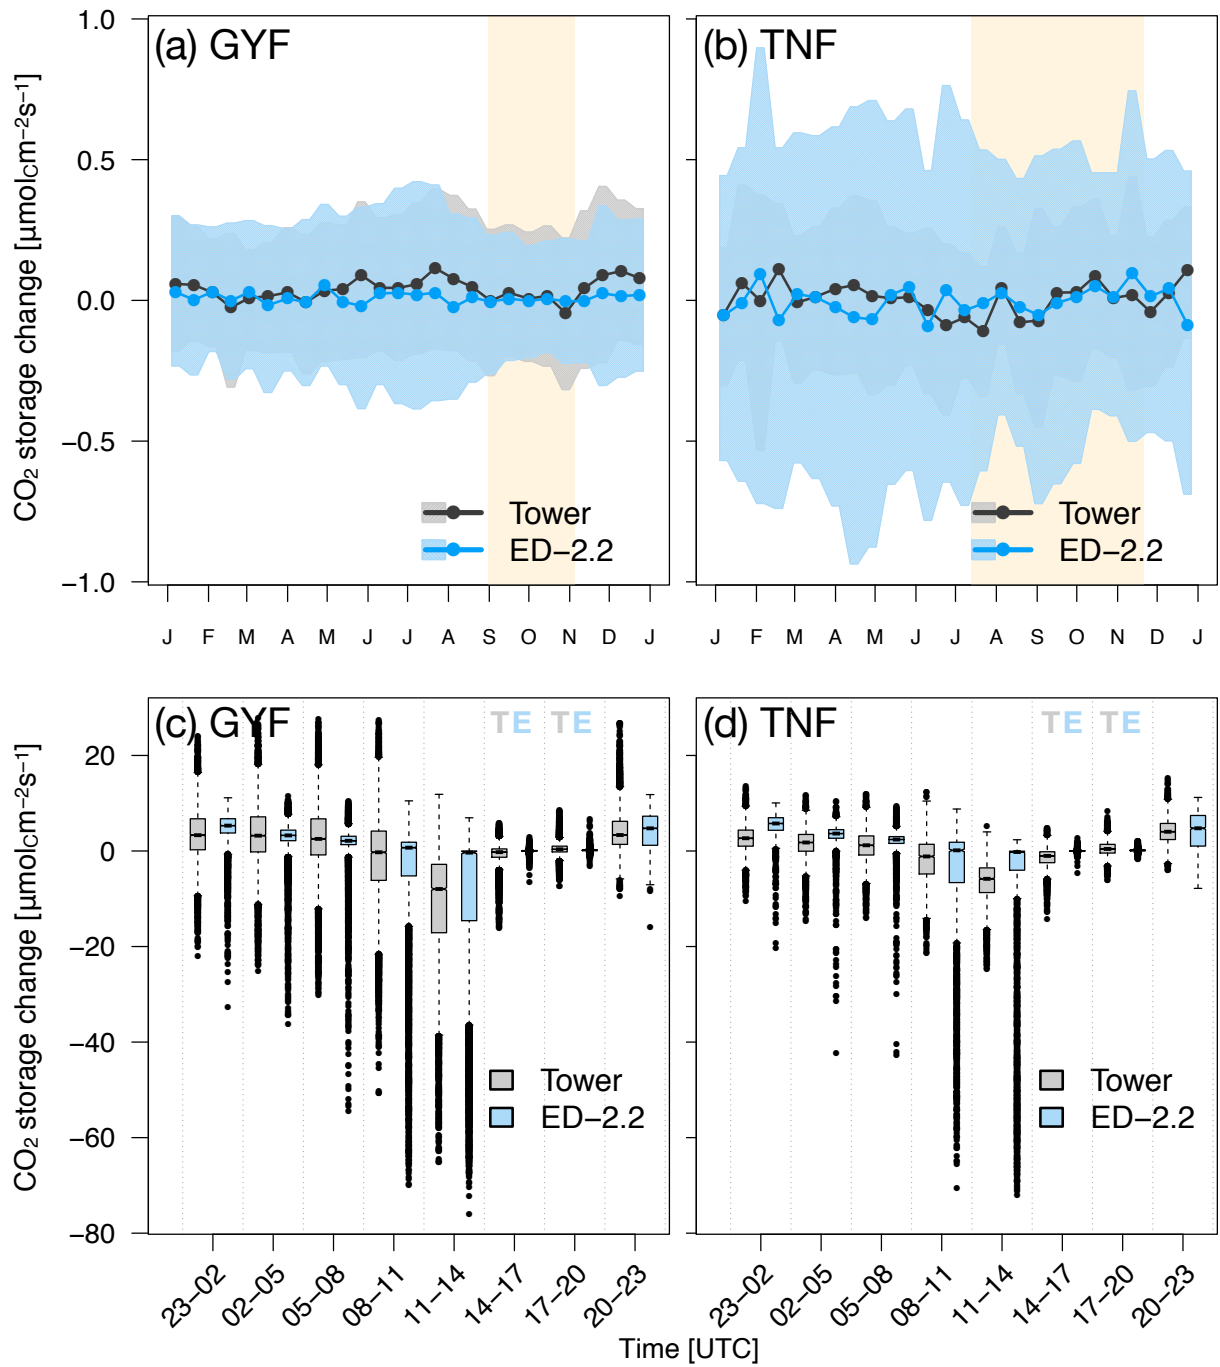 (a) GYF
(b) TNF
CO₂ storage change [µmolCm⁻²s⁻¹]
1.0
0.5
0.0
−0.5
−1.0
Tower
ED−2.2
Tower
ED−2.2
J F M A M J J A S O N D J
J F M A M J J A S O N D J
(c) GYF
T E T E
(d) TNF
T E T E
CO₂ storage change [µmolCm⁻²s⁻¹]
20
0
−20
−40
−60
−80
Tower
ED−2.2
Tower
ED−2.2
23−02 02−05 05−08 08−11 11−14 14−17 17−20 20−23
23−02 02−05 05−08 08−11 11−14 14−17 17−20 20−23
Time [UTC]